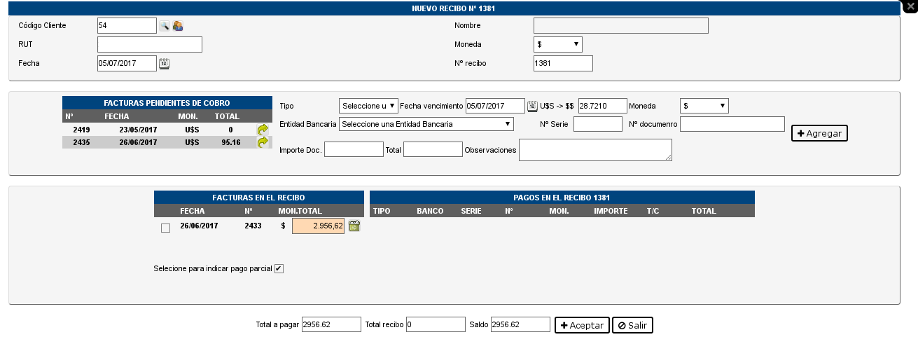 NUEVO RECIBO Nº 1381
Código Cliente 54 Nombre
RUT Moneda $
Fecha 05/07/2017 Nº recibo 1381
FACTURAS PENDIENTES DE COBRO
Nº FECHA MON. TOTAL
2419 23/05/2017 U$S 0
2435 26/06/2017 U$S 95.16
Tipo Seleccione u Fecha vencimiento 05/07/2017 U$S -> $$ 28.7210 Moneda $
Entidad Bancaria Seleccione una Entidad Bancaria Nº Serie Nº documenro
Agregar
Importe Doc. Total Observaciones
FACTURAS EN EL RECIBO
FECHA Nº MON.TOTAL
26/06/2017 2433 $ 2.956,62
Selecione para indicar pago parcial
PAGOS EN EL RECIBO 1381
TIPO BANCO SERIE Nº MON. IMPORTE T/C TOTAL
Total a pagar 2956.62 Total recibo 0 Saldo 2956.62 Aceptar Salir